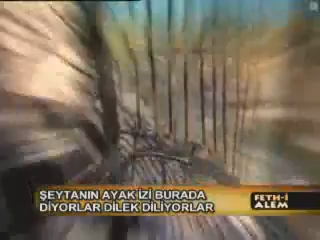 ŞEYTANIN AYAK İZİ BURADA
DİYORLAR DİLEK DİLİYORLAR
FETH-İ
ALEM